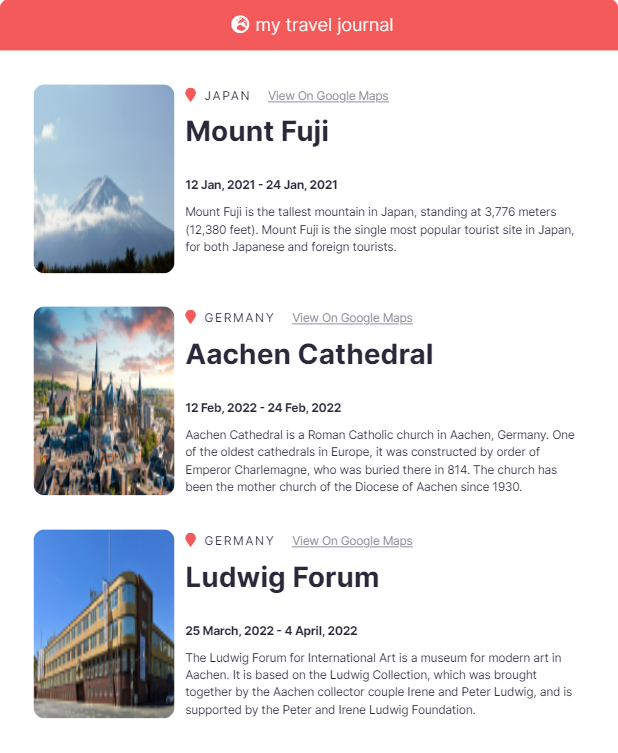 my travel journal
JAPAN View On Google Maps
Mount Fuji
12 Jan, 2021 - 24 Jan, 2021
Mount Fuji is the tallest mountain in Japan, standing at 3,776 meters
(12,380 feet). Mount Fuji is the single most popular tourist site in Japan,
for both Japanese and foreign tourists.
GERMANY View On Google Maps
Aachen Cathedral
12 Feb, 2022 - 24 Feb, 2022
Aachen Cathedral is a Roman Catholic church in Aachen, Germany. One
of the oldest cathedrals in Europe, it was constructed by order of
Emperor Charlemagne, who was buried there in 814. The church has
been the mother church of the Diocese of Aachen since 1930.
GERMANY View On Google Maps
Ludwig Forum
25 March, 2022 - 4 April, 2022
The Ludwig Forum for International Art is a museum for modern art in
Aachen. It is based on the Ludwig Collection, which was brought
together by the Aachen collector couple Irene and Peter Ludwig, and is
supported by the Peter and Irene Ludwig Foundation.